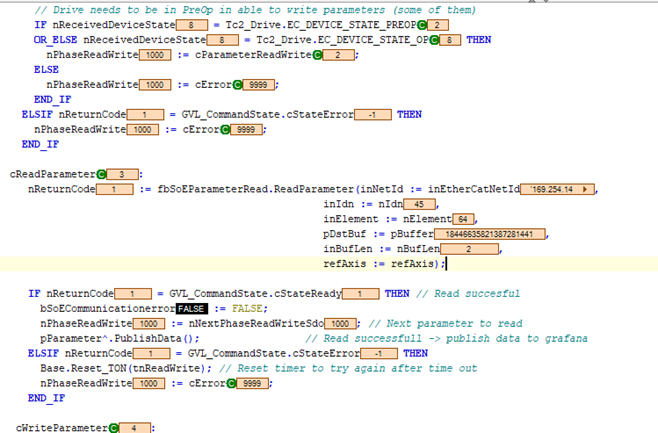 // Drive needs to be in PreOp in able to write parameters (some of them)
IF nReceivedDeviceState 8 = Tc2_Drive.EC_DEVICE_STATE_PREOP C 2
OR_ELSE nReceivedDeviceState 8 = Tc2_Drive.EC_DEVICE_STATE_OP C 8 THEN
nPhaseReadWrite 1000 := cParameterReadWrite C 2 ;
ELSE
nPhaseReadWrite 1000 := cError C 9999 ;
END_IF
ELSIF nReturnCode 1 = GVL_CommandState.cStateError -1 THEN
nPhaseReadWrite 1000 := cError C 9999 ;
END_IF
cReadParameter C 3 :
nReturnCode 1 := fbSoEParameterRead.ReadParameter(inNetId := inEtherCatNetId '169.254.14 ,
inIdn := nIdn 45 ,
inElement := nElement 64 ,
pDstBuf := pBuffer 18446635821387281441 ,
inBufLen := nBufLen 2 ,
refAxis := refAxis);
IF nReturnCode 1 = GVL_CommandState.cStateReady 1 THEN // Read succesful
bSoECommunicationerror FALSE := FALSE;
nPhaseReadWrite 1000 := nNextPhaseReadWriteSdo 1000 ; // Next parameter to read
pParameter^.PublishData(); // Read successfull -> publish data to grafana
ELSIF nReturnCode 1 = GVL_CommandState.cStateError -1 THEN
Base.Reset_TON(tnReadWrite); // Reset timer to try again after time out
nPhaseReadWrite 1000 := cError C 9999 ;
END_IF
cWriteParameter C 4 :